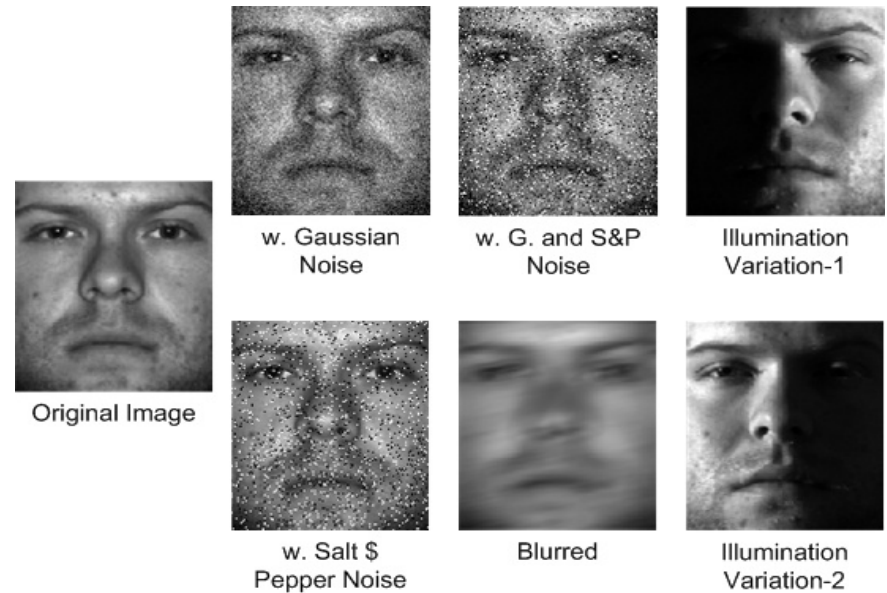 w. Gaussian
Noise
w. G. and S&P
Noise
Illumination
Variation-1
Original Image
w. Salt $
Pepper Noise
Blurred
Illumination
Variation-2